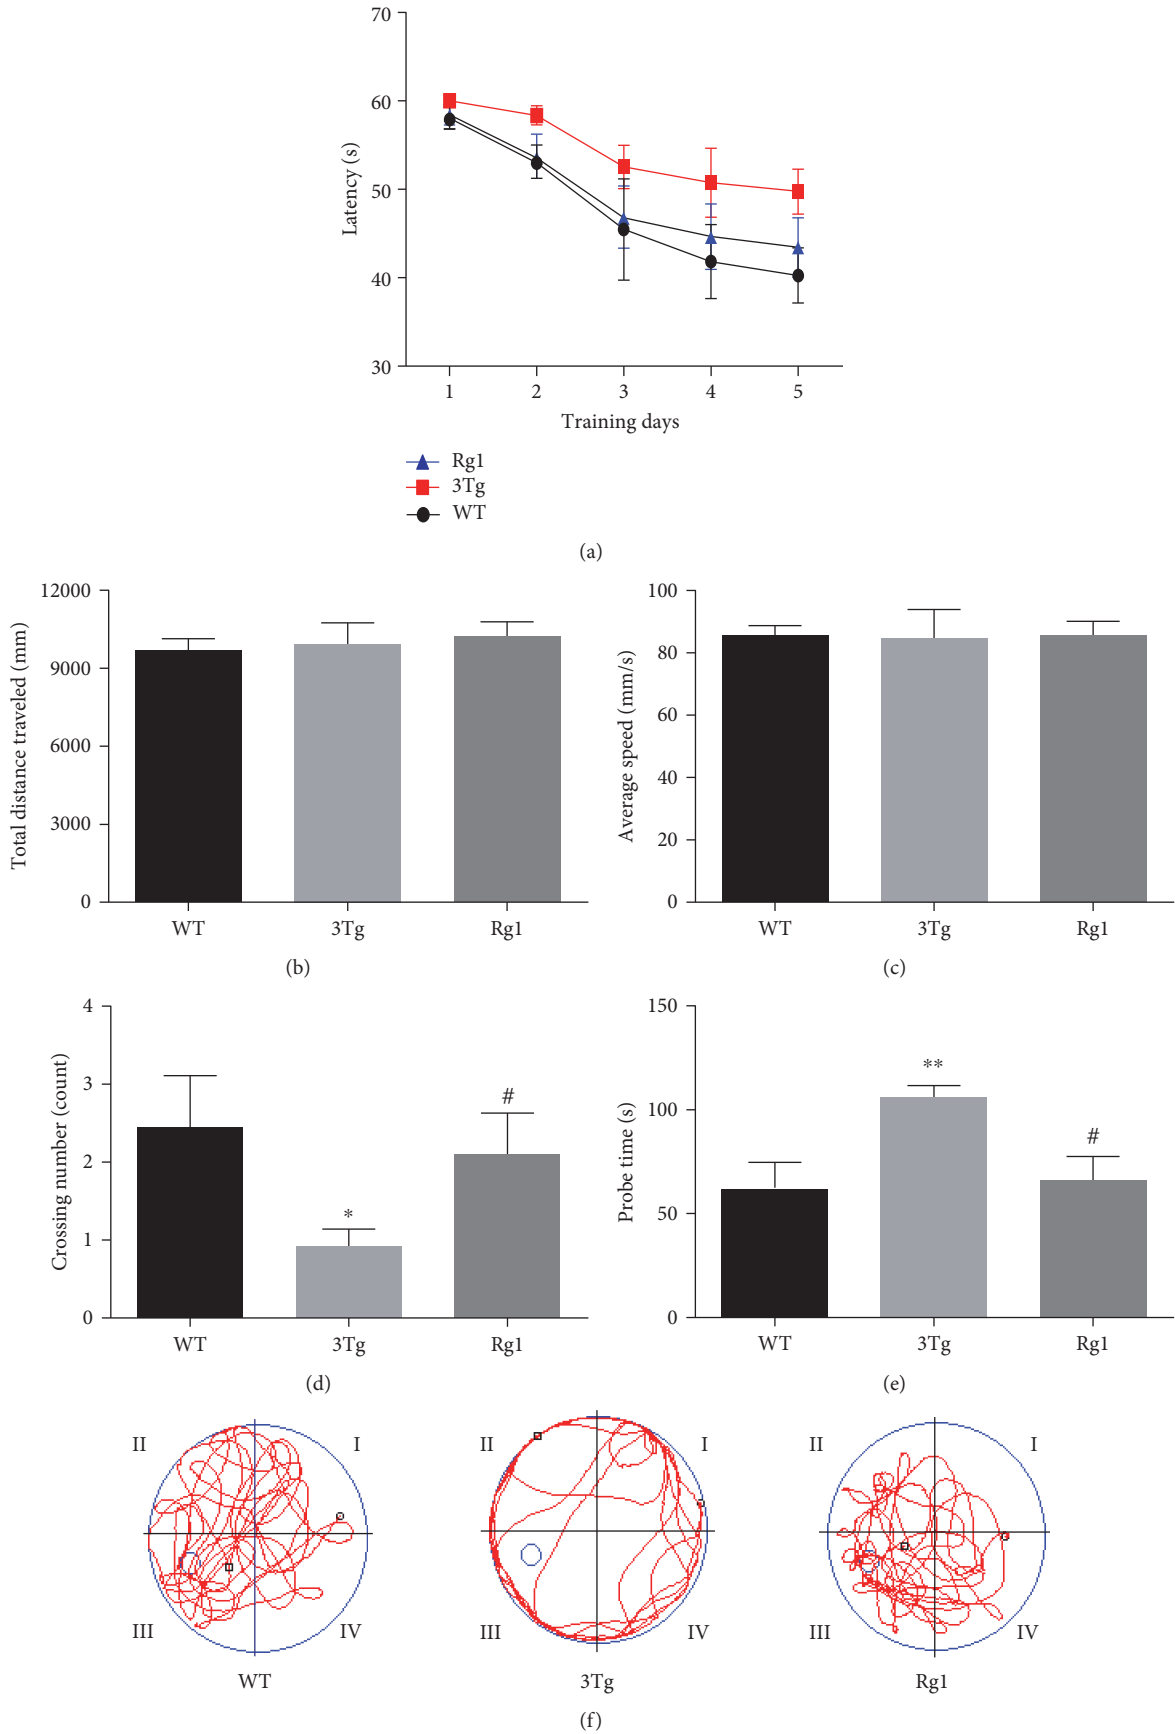 70
60
50
40
30
Latency (s)
1 2 3 4 5
Training days
Rg1
3Tg
WT
(a)
12000
9000
6000
3000
0
Total distance traveled (mm)
WT 3Tg Rg1
(b)
100
80
60
40
20
0
Average speed (mm/s)
WT 3Tg Rg1
(c)
4
3
2
1
0
Crossing number (count)
*
#
WT 3Tg Rg1
(d)
150
100
50
0
Probe time (s)
**
#
WT 3Tg Rg1
(e)
II I
III IV
WT
II I
III IV
3Tg
II I
III IV
Rg1
(f)